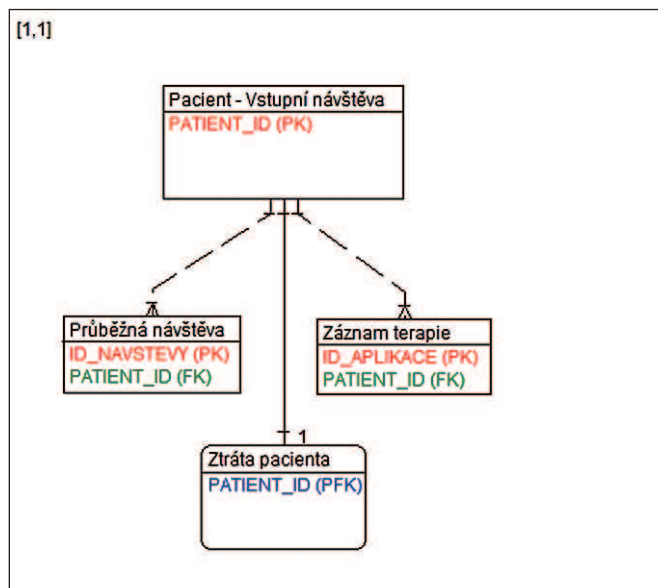 [1,1]
Pacient - Vstupní návštěva
PATIENT_ID (PK)
Průběžná návštěva
ID_NAVSTEVY (PK)
PATIENT_ID (FK)
Záznam terapie
ID_APLIKACE (PK)
PATIENT_ID (FK)
1
Ztráta pacienta
PATIENT_ID (PFK)